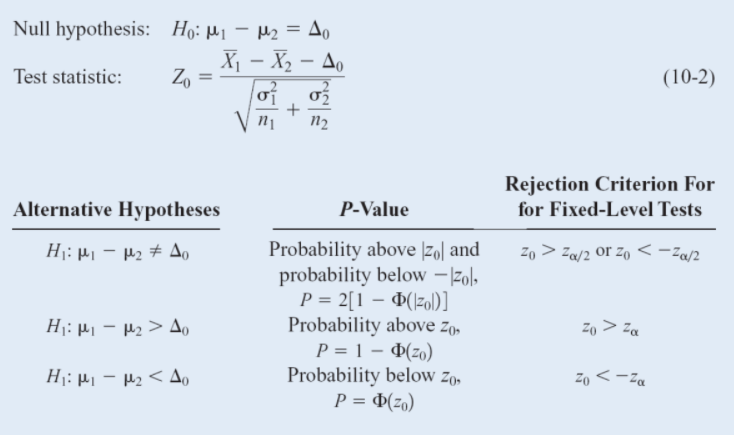 Null hypothesis: H₀: μ₁ − μ₂ = Δ₀
Test statistic: Z₀ = (X̄₁ − X̄₂ − Δ₀) / √(σ₁²/n₁ + σ₂²/n₂) (10-2)
Rejection Criterion For
Alternative Hypotheses P-Value for Fixed-Level Tests
H₁: μ₁ − μ₂ ≠ Δ₀ Probability above |z₀| and z₀ > z_α/2 or z₀ < −z_α/2
probability below −|z₀|,
P = 2[1 − Φ(|z₀|)]
H₁: μ₁ − μ₂ > Δ₀ Probability above z₀, z₀ > z_α
P = 1 − Φ(z₀)
H₁: μ₁ − μ₂ < Δ₀ Probability below z₀, z₀ < −z_α
P = Φ(z₀)